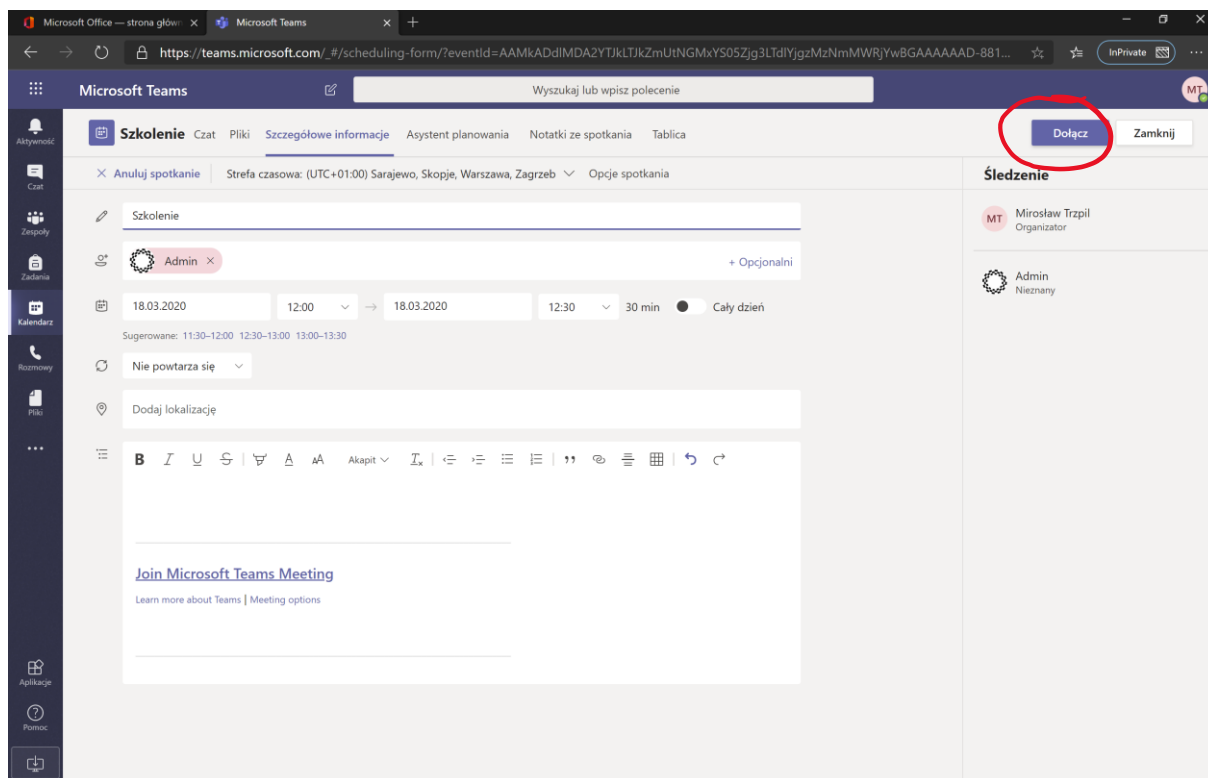 Microsoft Office — strona główn
Microsoft Teams
https://teams.microsoft.com/_#/scheduling-form/?eventId=AAMkADdlMDA2YTJkLTJkZmUtNGMxYS05Zjg3LTdlYjgzMzNmMWRjYwBGAAAAAAD-881...
InPrivate
Microsoft Teams
Wyszukaj lub wpisz polecenie
MT
Aktywność
Czat
Zespoły
Zadania
Kalendarz
Rozmowy
Pliki
Aplikacje
Pomoc
Szkolenie Czat Pliki Szczegółowe informacje Asystent planowania Notatki ze spotkania Tablica
Dołącz Zamknij
Anuluj spotkanie Strefa czasowa: (UTC+01:00) Sarajewo, Skopje, Warszawa, Zagrzeb Opcje spotkania
Szkolenie
Admin
+ Opcjonalni
18.03.2020 12:00 → 18.03.2020 12:30 30 min Cały dzień
Sugerowane: 11:30–12:00 12:30–13:00 13:00–13:30
Nie powtarza się
Dodaj lokalizację
B I U S A AA Akapit
Join Microsoft Teams Meeting
Learn more about Teams | Meeting options
Śledzenie
MT Mirosław Trzpil
Organizator
Admin
Nieznany